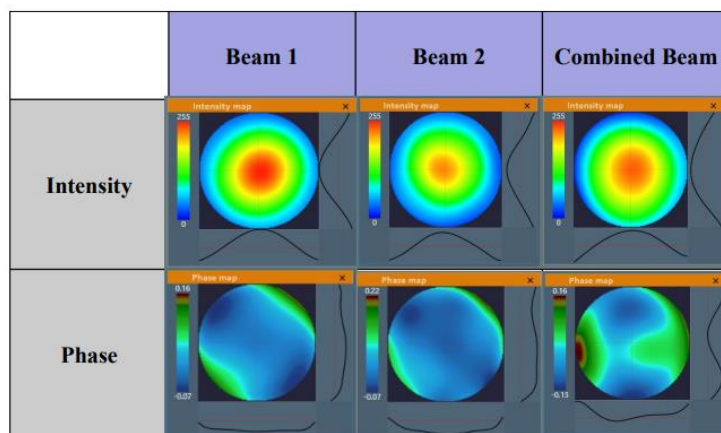 Beam 1 Beam 2 Combined Beam
Intensity
Intensity map × Intensity map × Intensity map ×
255 255 255
0 0 0
Phase
Phase map × Phase map × Phase map ×
0.16 0.22 0.16
-0.07 -0.07 -0.13